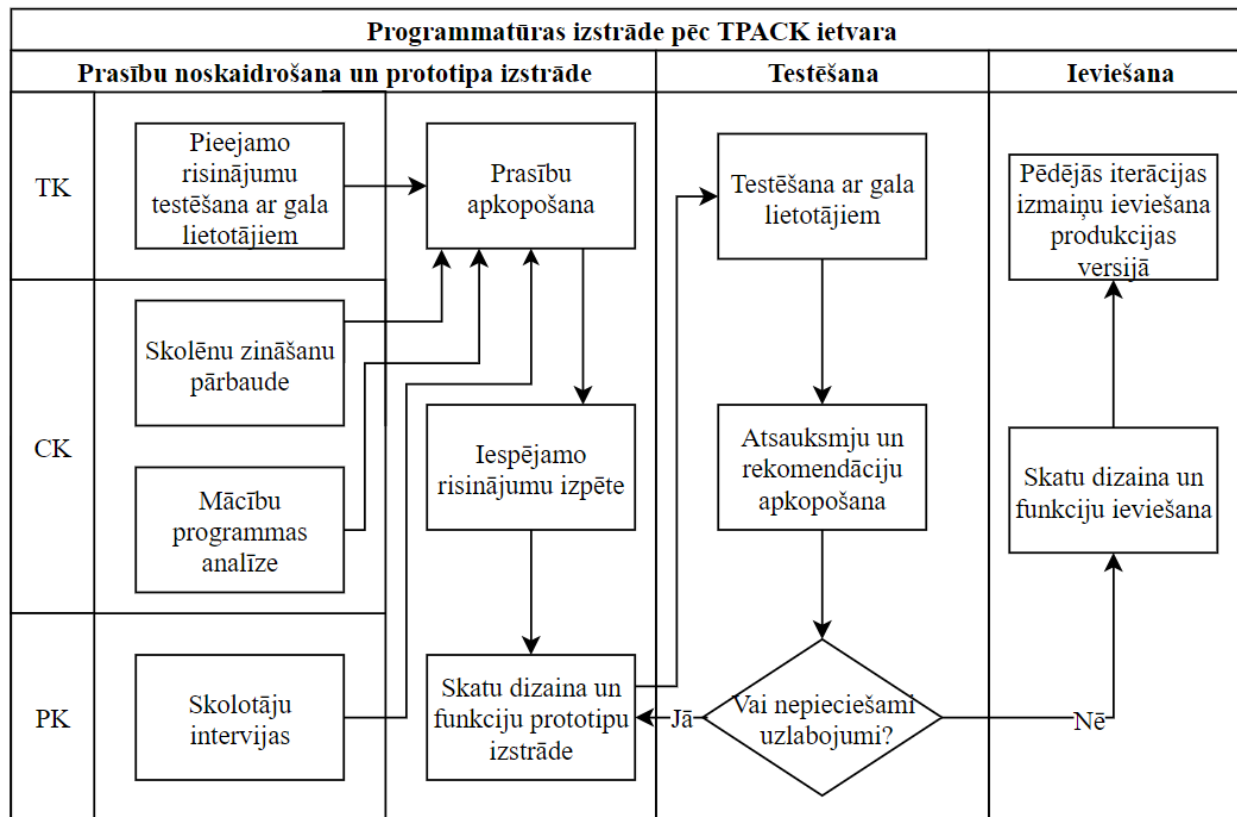 Programmatūras izstrāde pēc TPACK ietvara
Prasību noskaidrošana un prototipa izstrāde
Testēšana
Ieviešana
TK
Pieejamo
risinājumu
testēšana ar gala
lietotājiem
Prasību
apkopošana
Testēšana ar gala
lietotājiem
Pēdējās iterācijas
izmaiņu ieviešana
produkcijas
versijā
CK
Skolēnu zināšanu
pārbaude
Mācību
programmas
analīze
Iespējamo
risinājumu izpēte
Atsauksmju un
rekomendāciju
apkopošana
Skatu dizaina un
funkciju ieviešana
PK
Skolotāju
intervijas
Skatu dizaina un
funkciju prototipu
izstrāde
Jā
Vai nepieciešami
uzlabojumi?
Nē